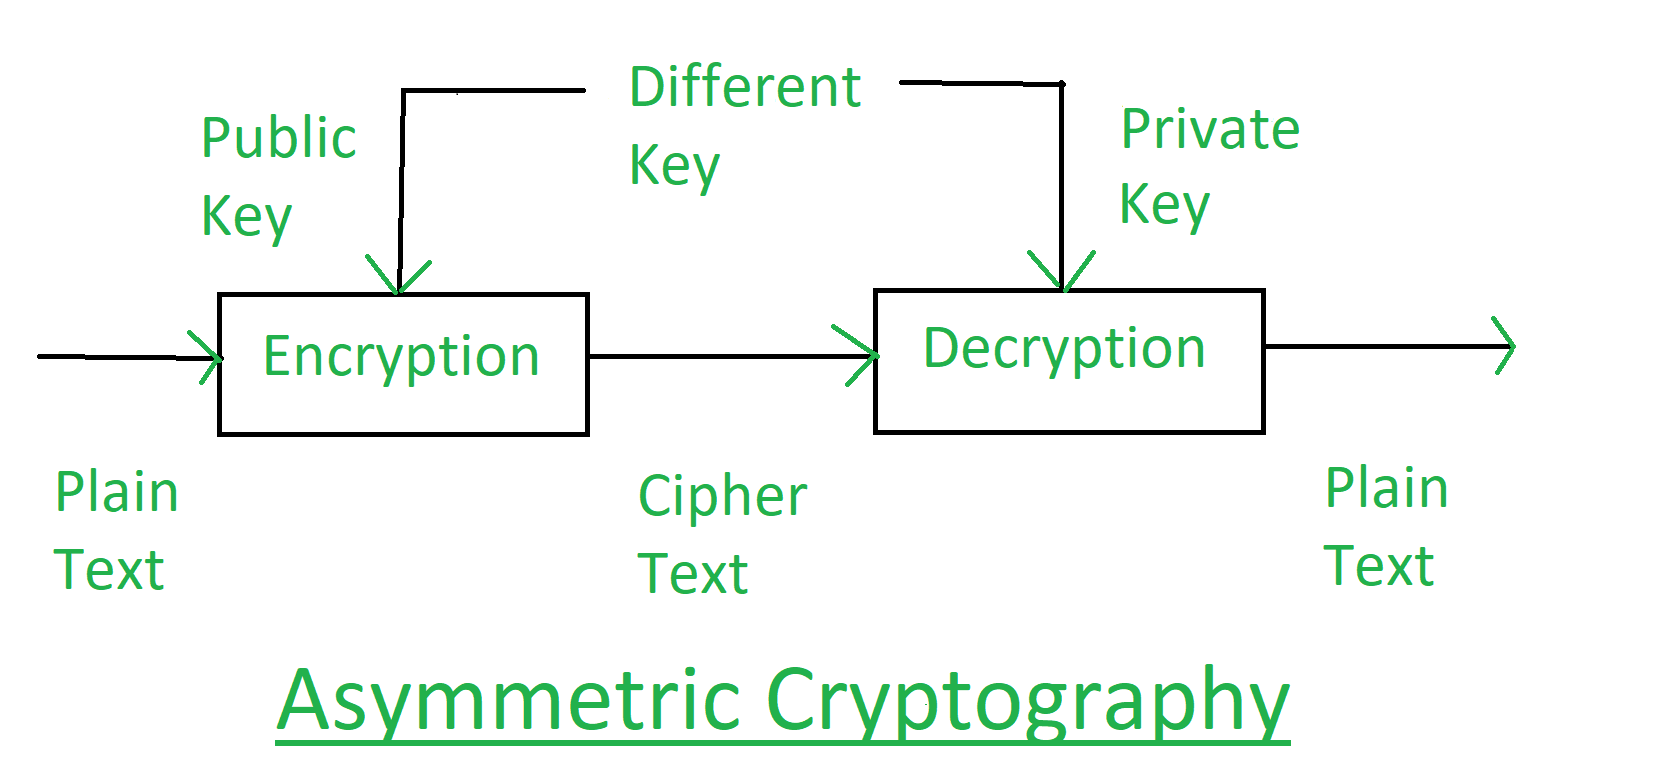 Different
Key
Public
Key
Private
Key
Encryption
Decryption
Plain
Text
Cipher
Text
Plain
Text
Asymmetric Cryptography